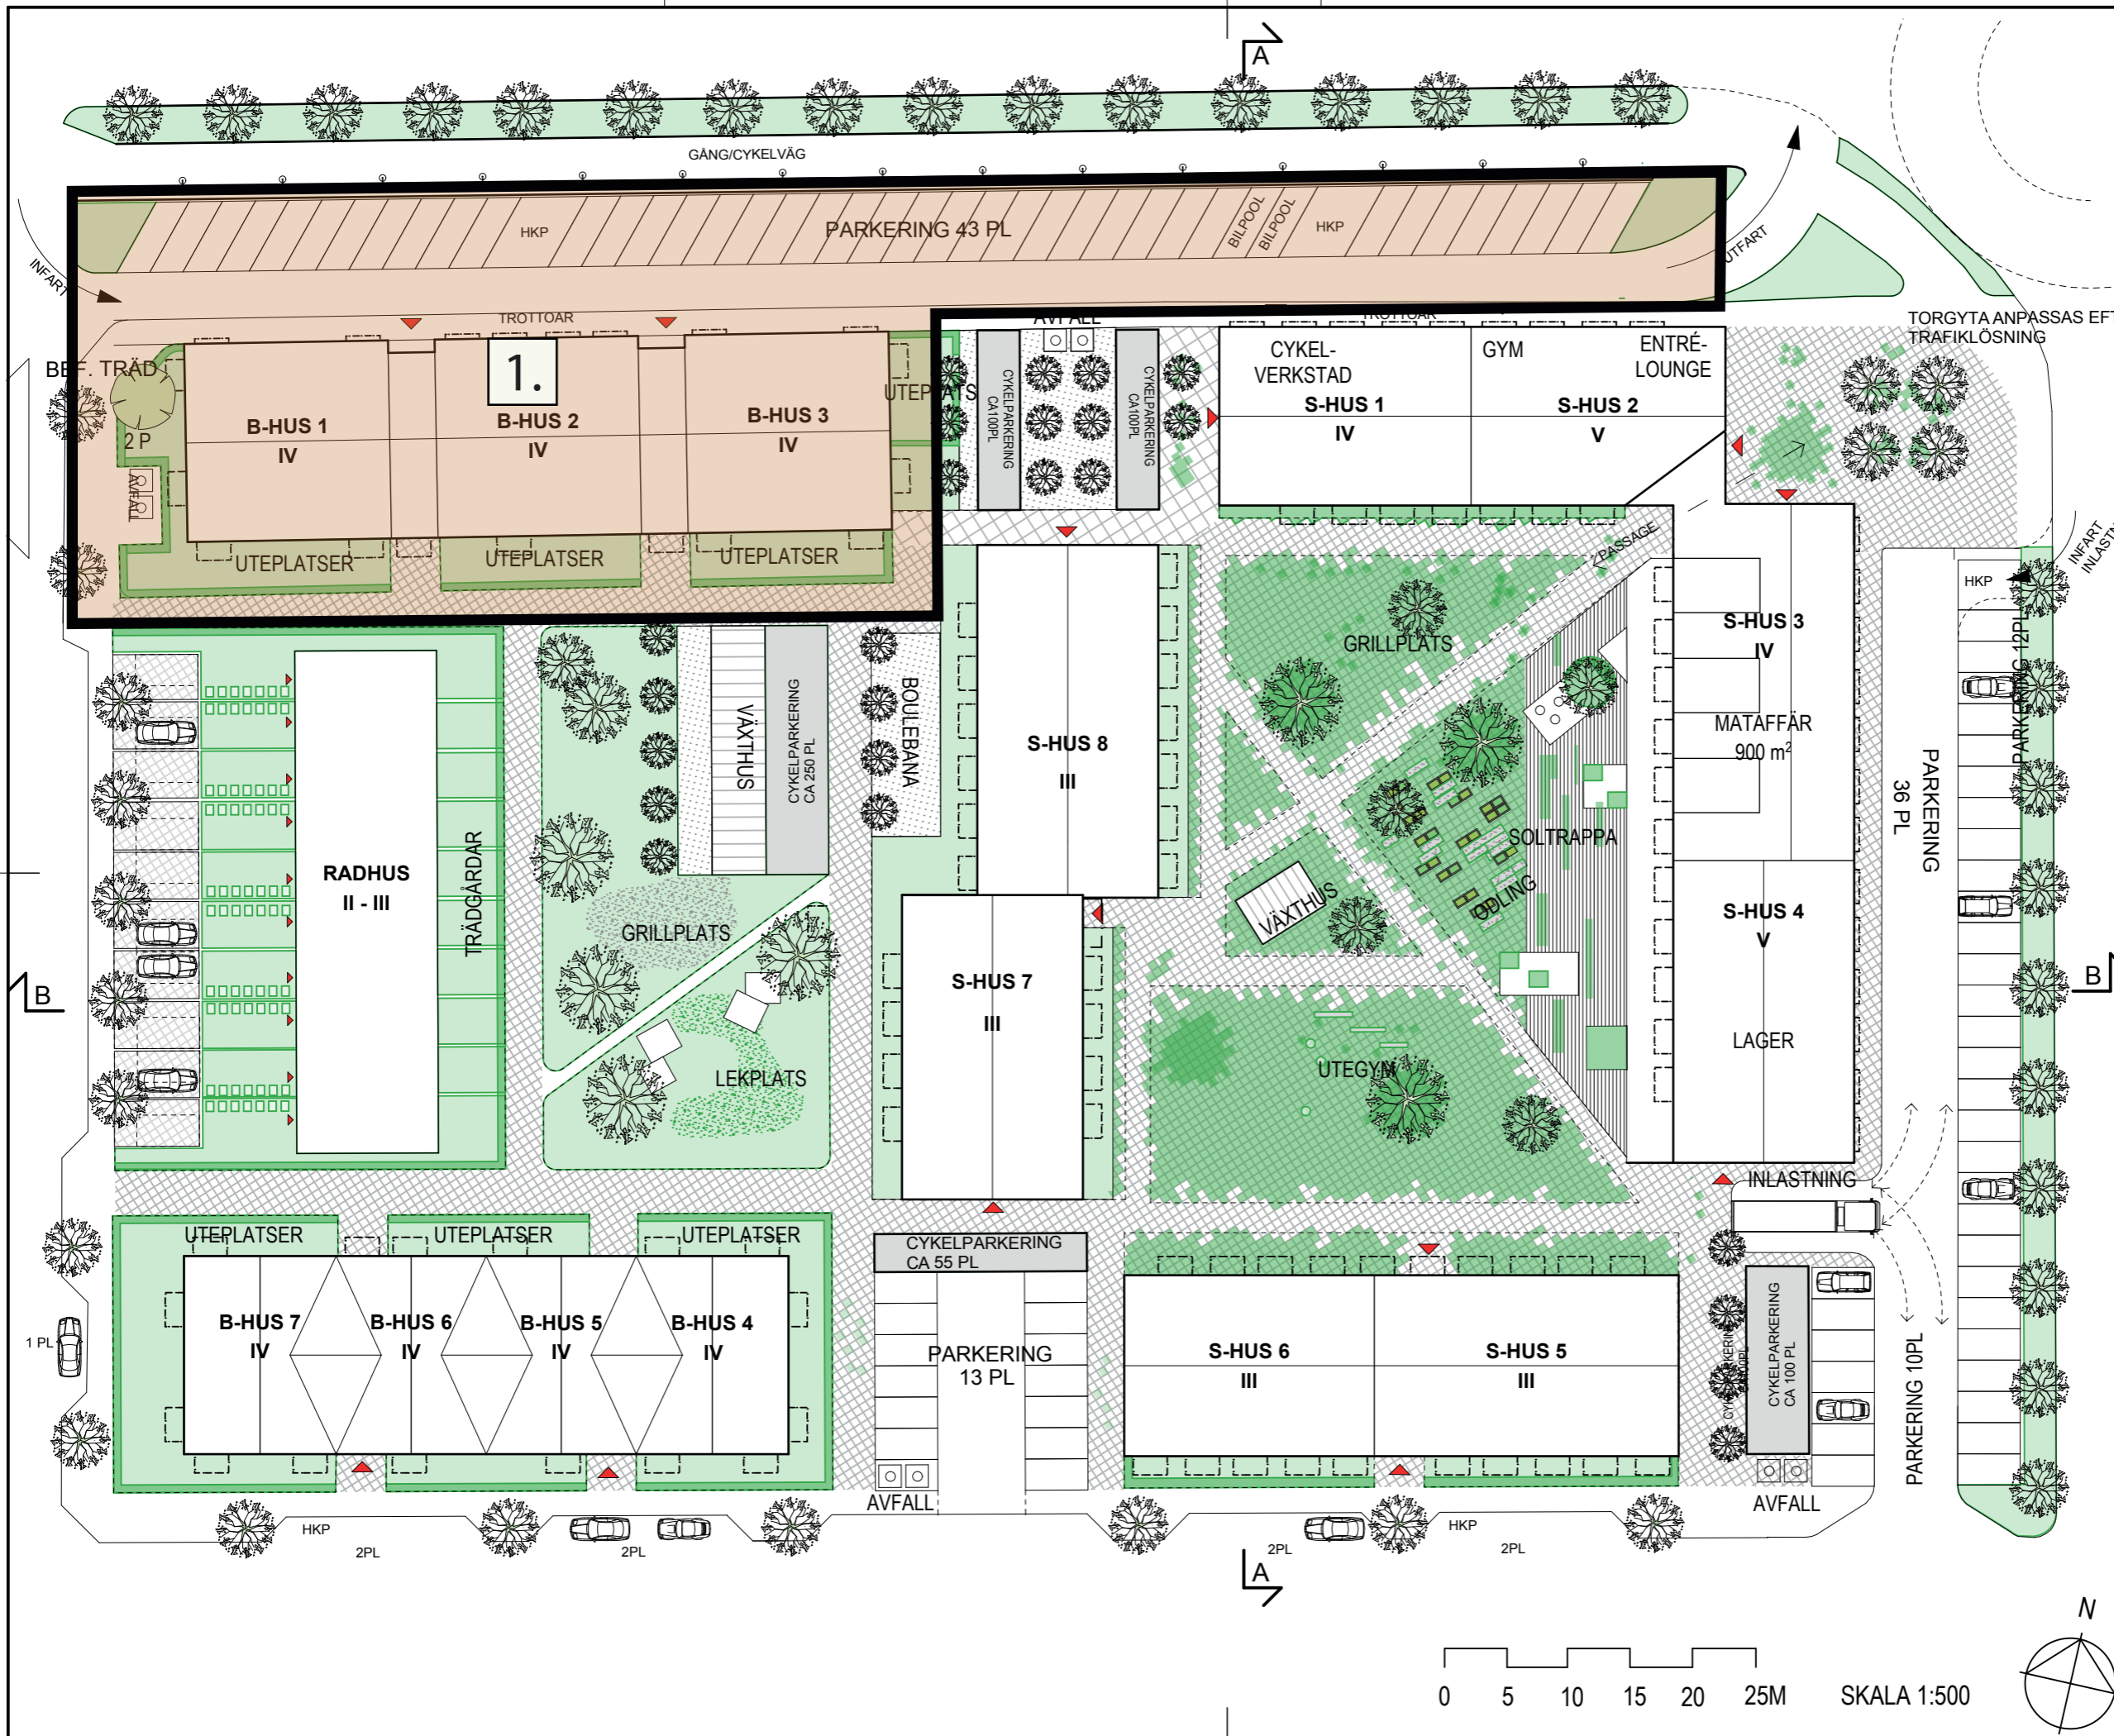 A
GÅNG/CYKELVÄG
PARKERING 43 PL
HKP
BILPOOL
BILPOOL
HKP
INFART
UTFART
TROTTOAR
AVFALL
TROTTOAR
TORGYTA ANPASSAS EFT
TRAFIKLÖSNING
BEF. TRÄD
2 P
AVFALL
1.
B-HUS 1
IV
B-HUS 2
IV
B-HUS 3
IV
UTEPLATS
UTEPLATSER
UTEPLATSER
UTEPLATSER
CYKELPARKERING
CA100PL
CYKELPARKERING
CA100PL
CYKEL-
VERKSTAD
S-HUS 1
IV
GYM
ENTRÉ-
LOUNGE
S-HUS 2
V
PASSAGE
INFART
INLASTN
HKP
PARKERING 12PL
PARKERING
36 PL
GRILLPLATS
S-HUS 3
IV
MATAFFÄR
900 m²
SOLTRAPPA
ODLING
VÄXTHUS
S-HUS 4
V
LAGER
UTEGYM
S-HUS 8
III
S-HUS 7
III
BOULEBANA
VÄXTHUS
CYKELPARKERING
CA 250 PL
RADHUS
II - III
TRÄDGÅRDAR
GRILLPLATS
LEKPLATS
B
B
INLASTNING
UTEPLATSER
UTEPLATSER
UTEPLATSER
B-HUS 7
IV
B-HUS 6
IV
B-HUS 5
IV
B-HUS 4
IV
1 PL
CYKELPARKERING
CA 55 PL
PARKERING
13 PL
AVFALL
S-HUS 6
III
S-HUS 5
III
CYKELPARKERING
CA 100 PL
PARKERING 10PL
AVFALL
HKP
2PL
2PL
2PL
HKP
2PL
A
N
0 5 10 15 20 25M
SKALA 1:500